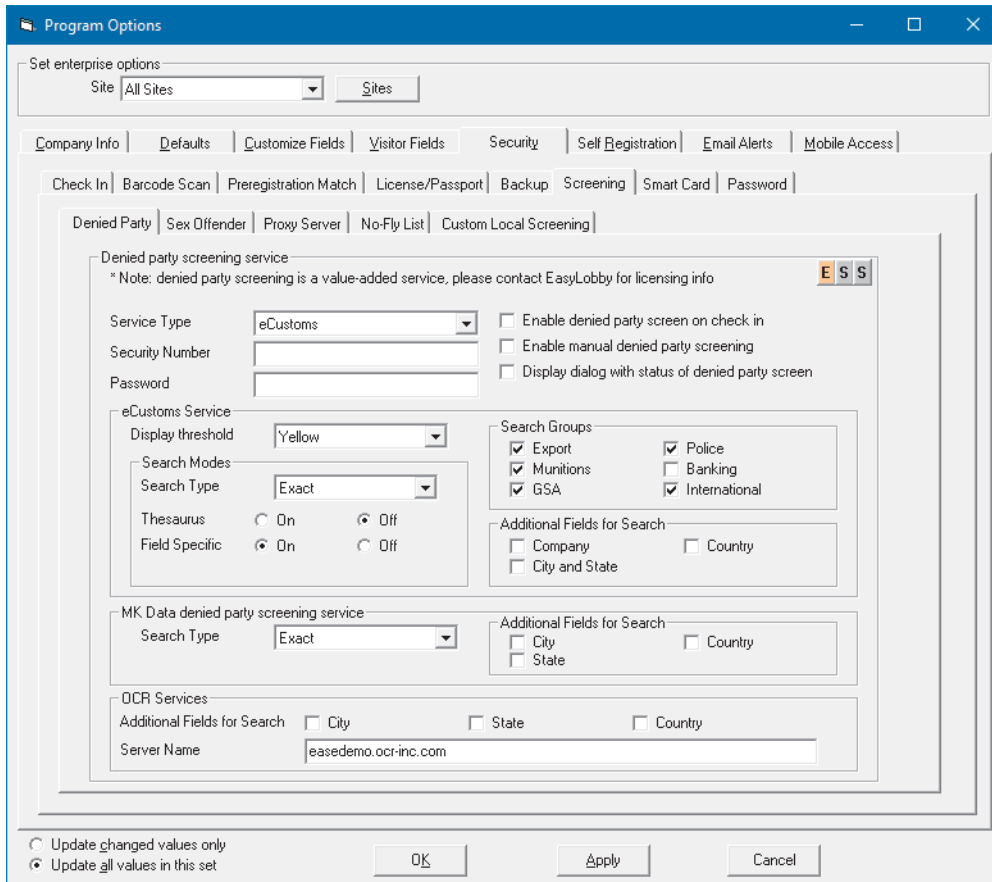 Program Options
Set enterprise options
Site All Sites Sites
Company Info Defaults Customize Fields Visitor Fields Security Self Registration Email Alerts Mobile Access
Check In Barcode Scan Preregistration Match License/Passport Backup Screening Smart Card Password
Denied Party Sex Offender Proxy Server No-Fly List Custom Local Screening
Denied party screening service
* Note: denied party screening is a value-added service, please contact EasyLobby for licensing info
E S S
Service Type eCustoms Enable denied party screen on check in
Security Number Enable manual denied party screening
Password Display dialog with status of denied party screen
eCustoms Service
Display threshold Yellow
Search Modes
Search Type Exact
Thesaurus On Off
Field Specific On Off
Search Groups
Export Police
Munitions Banking
GSA International
Additional Fields for Search
Company Country
City and State
MK Data denied party screening service
Search Type Exact
Additional Fields for Search
City Country
State
OCR Services
Additional Fields for Search City State Country
Server Name easedemo.ocr-inc.com
Update changed values only
Update all values in this set
OK Apply Cancel